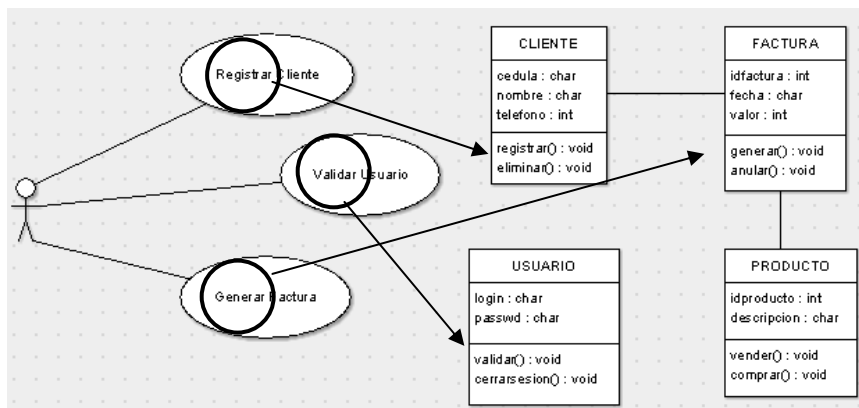 Registrar Cliente
Validar Usuario
Generar Factura
CLIENTE
cedula : char
nombre : char
telefono : int
registrar() : void
eliminar() : void
FACTURA
idfactura : int
fecha : char
valor : int
generar() : void
anular() : void
USUARIO
login : char
passwd : char
validar() : void
cerrarsesion() : void
PRODUCTO
idproducto : int
descripcion : char
vender() : void
comprar() : void